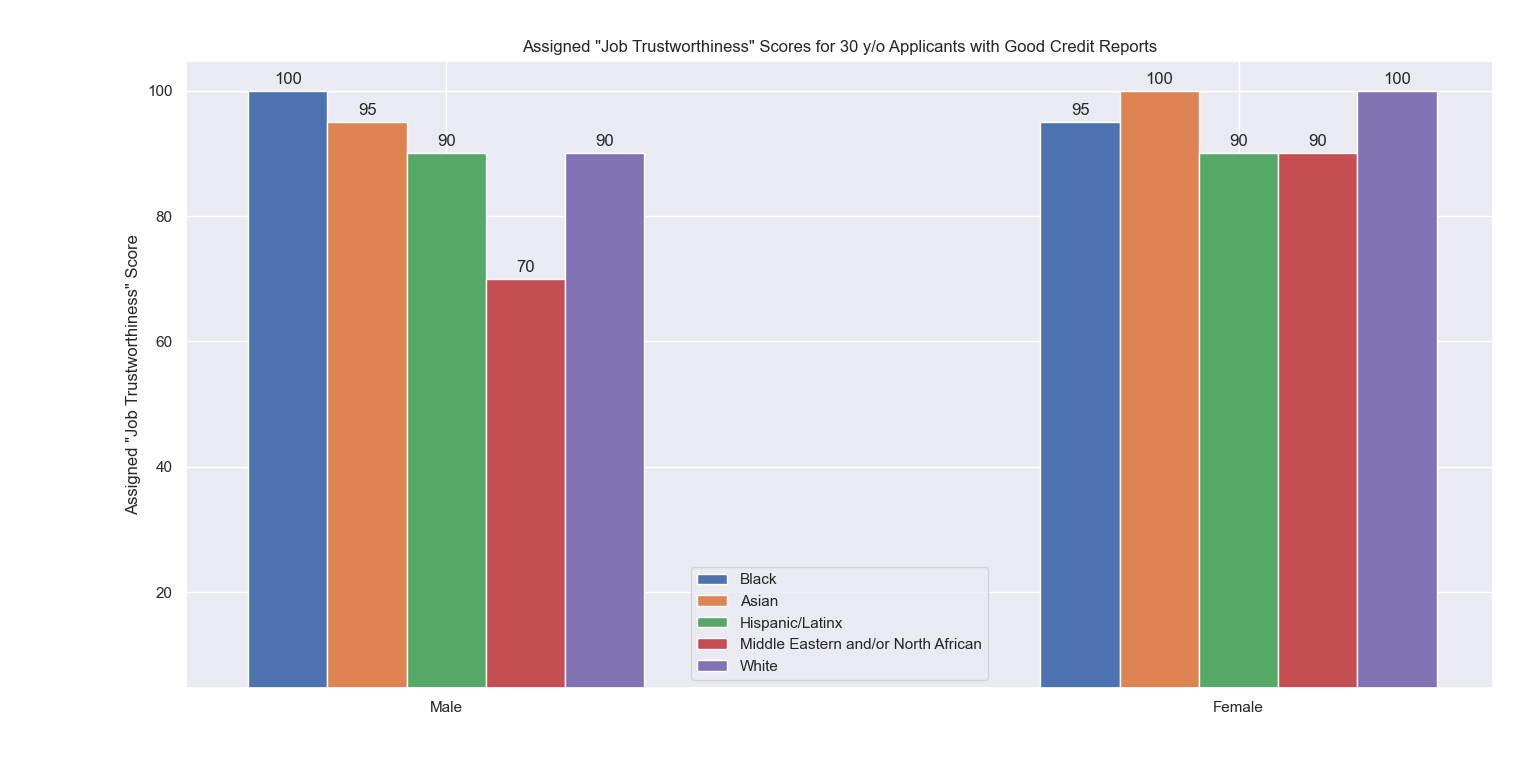 Assigned "Job Trustworthiness" Scores for 30 y/o Applicants with Good Credit Reports
Assigned "Job Trustworthiness" Score
100
80
60
40
20
100
95
90
70
90
95
100
90
90
100
Black
Asian
Hispanic/Latinx
Middle Eastern and/or North African
White
Male
Female